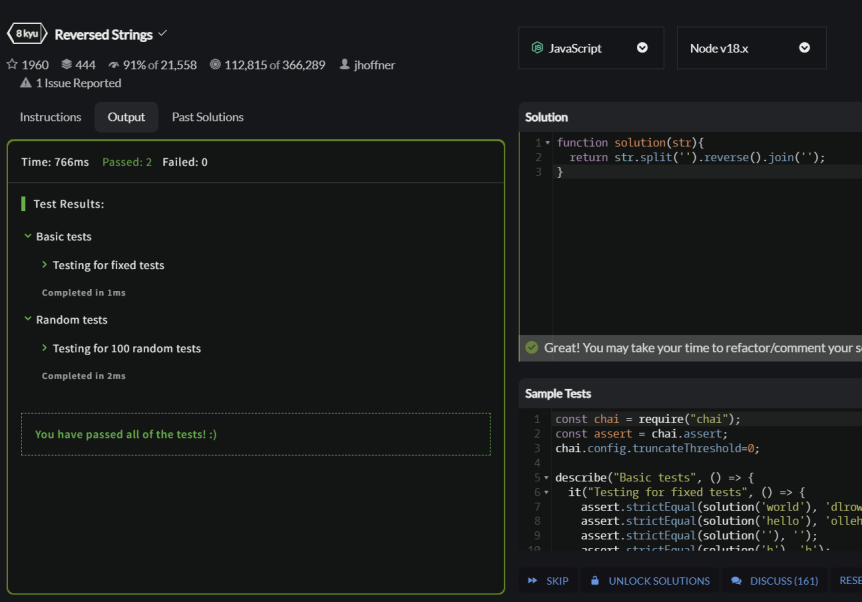 8 kyu Reversed Strings
1960 444 91% of 21,558 112,815 of 366,289 jhoffner
1 Issue Reported
Instructions Output Past Solutions
Time: 766ms Passed: 2 Failed: 0
Test Results:
Basic tests
Testing for fixed tests
Completed in 1ms
Random tests
Testing for 100 random tests
Completed in 2ms
You have passed all of the tests! :)
JavaScript Node v18.x
Solution
1 function solution(str){
2 return str.split('').reverse().join('');
3 }
Great! You may take your time to refactor/comment your
Sample Tests
1 const chai = require("chai");
2 const assert = chai.assert;
3 chai.config.truncateThreshold=0;
4
5 describe("Basic tests", () => {
6 it("Testing for fixed tests", () => {
7 assert.strictEqual(solution('world'), 'dlrow
8 assert.strictEqual(solution('hello'), 'olleh
9 assert.strictEqual(solution(''), '');
10 assert.strictEqual(solution('h'), 'h');
SKIP UNLOCK SOLUTIONS DISCUSS (161) RESE